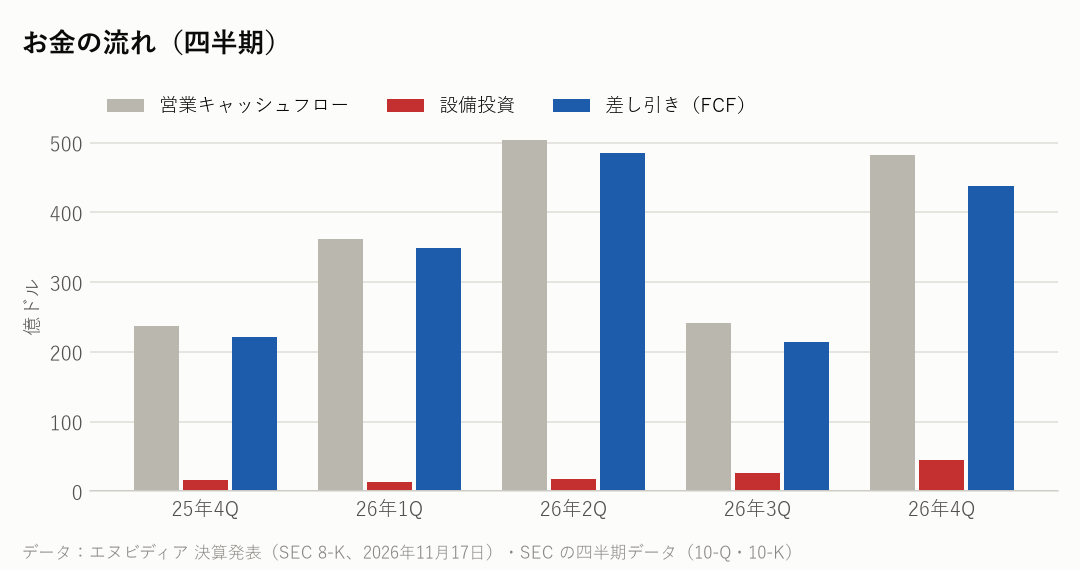 お金の流れ（四半期）
営業キャッシュフロー 設備投資 差し引き（FCF）
億ドル
500
400
300
200
100
0
25年4Q 26年1Q 26年2Q 26年3Q 26年4Q
データ：エヌビディア 決算発表（SEC 8-K、2026年11月17日）・SEC の四半期データ（10-Q・10-K）